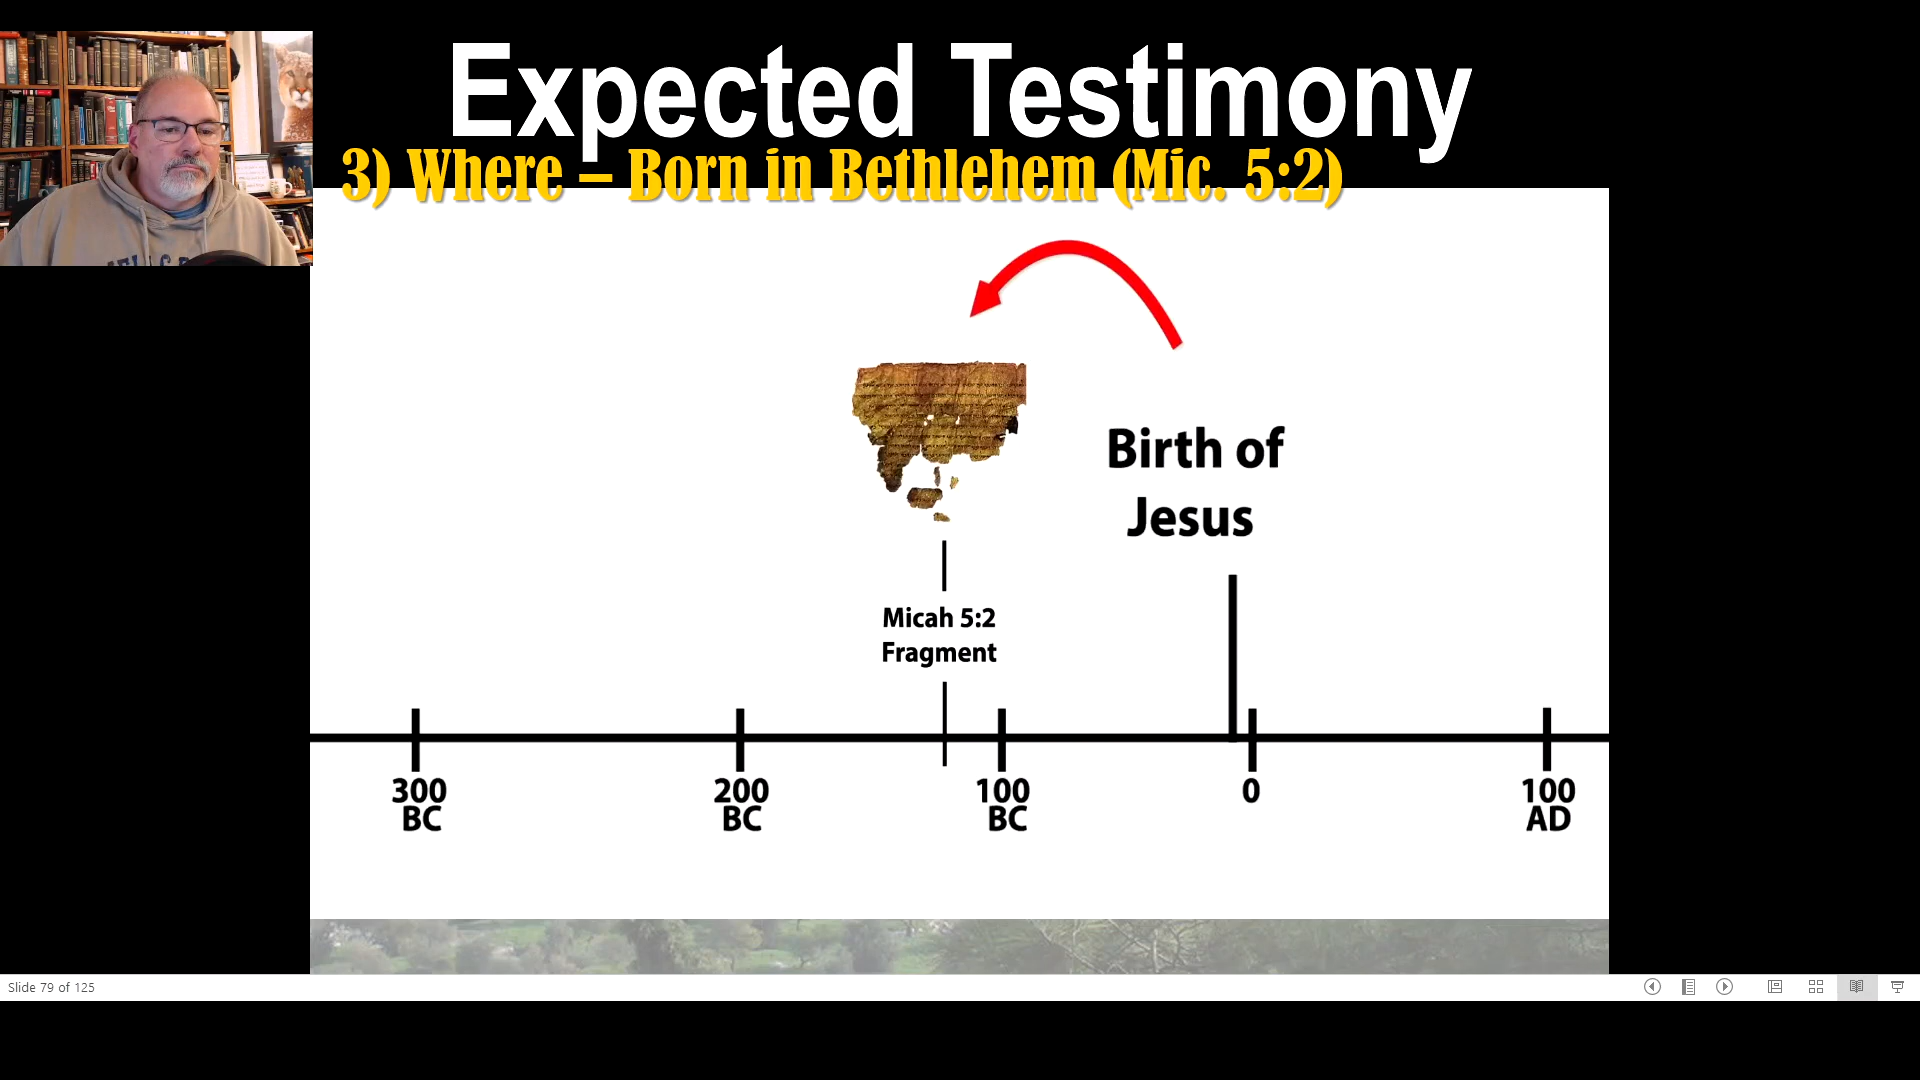 Expected Testimony
3) Where – Born in Bethlehem (Mic. 5:2)
Birth of
Jesus
Micah 5:2
Fragment
300
BC
200
BC
100
BC
0
100
AD
Slide 79 of 125